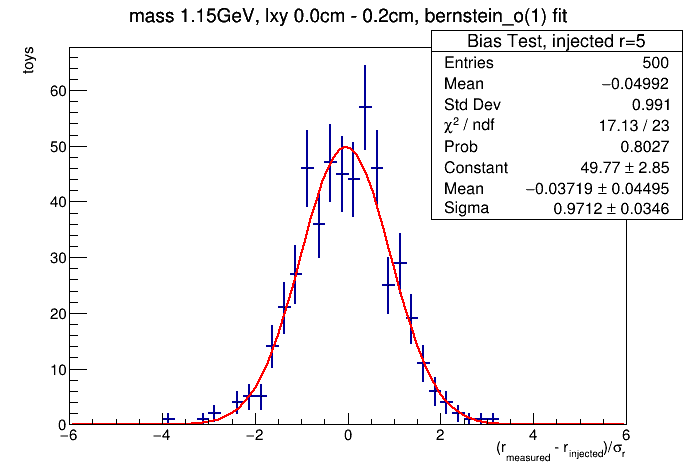 mass 1.15GeV, lxy 0.0cm - 0.2cm, bernstein_o(1) fit
Bias Test, injected r=5
Entries 500
Mean −0.04992
Std Dev 0.991
χ² / ndf 17.13 / 23
Prob 0.8027
Constant 49.77 ± 2.85
Mean −0.03719 ± 0.04495
Sigma 0.9712 ± 0.0346
toys
60
50
40
30
20
10
0
−6 −4 −2 0 2 4 6
(r_measured - r_injected)/σ_r